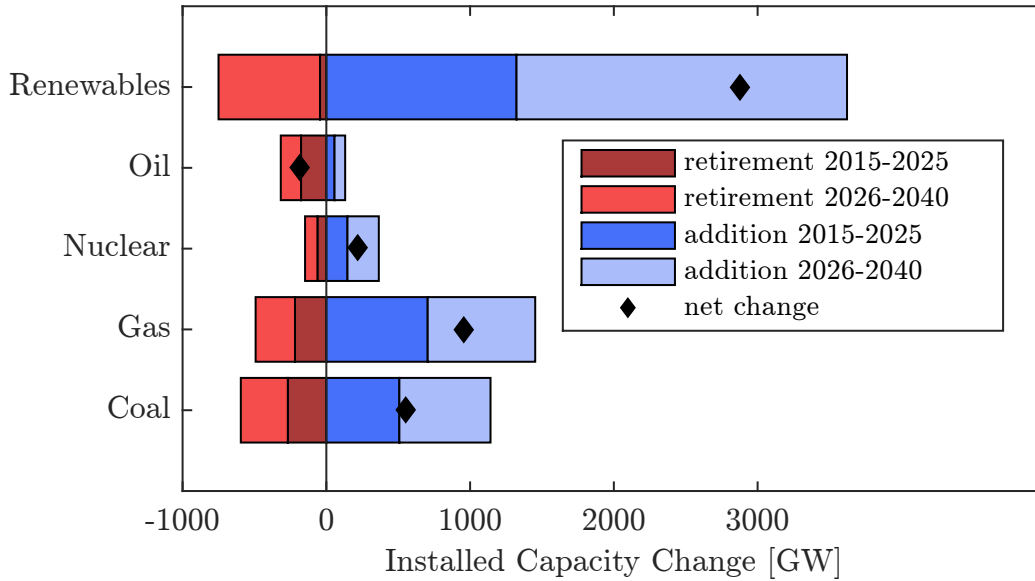 Renewables
Oil
Nuclear
Gas
Coal
retirement 2015-2025
retirement 2026-2040
addition 2015-2025
addition 2026-2040
net change
-1000 0 1000 2000 3000
Installed Capacity Change [GW]